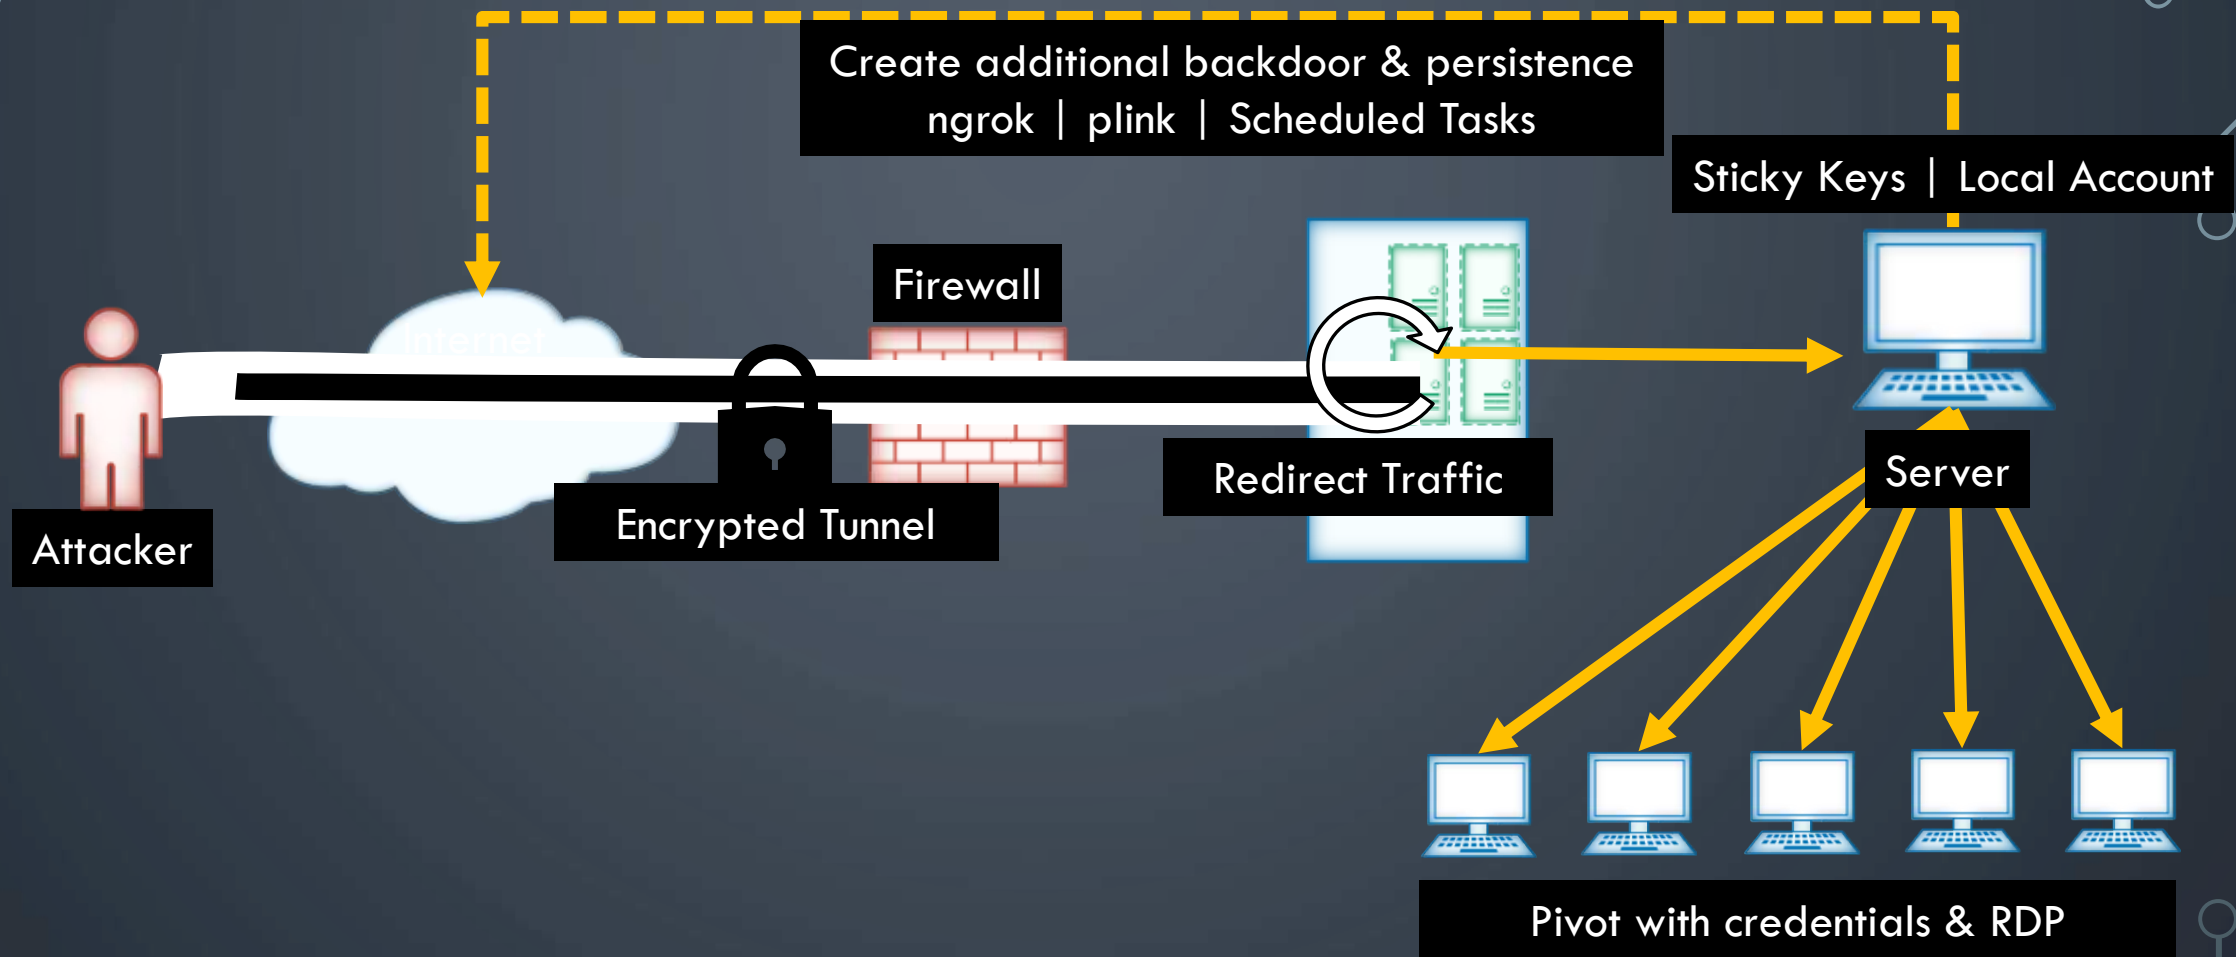 Create additional backdoor & persistence
ngrok | plink | Scheduled Tasks
Sticky Keys | Local Account
Firewall
Internet
Attacker
Encrypted Tunnel
Redirect Traffic
Server
Pivot with credentials & RDP